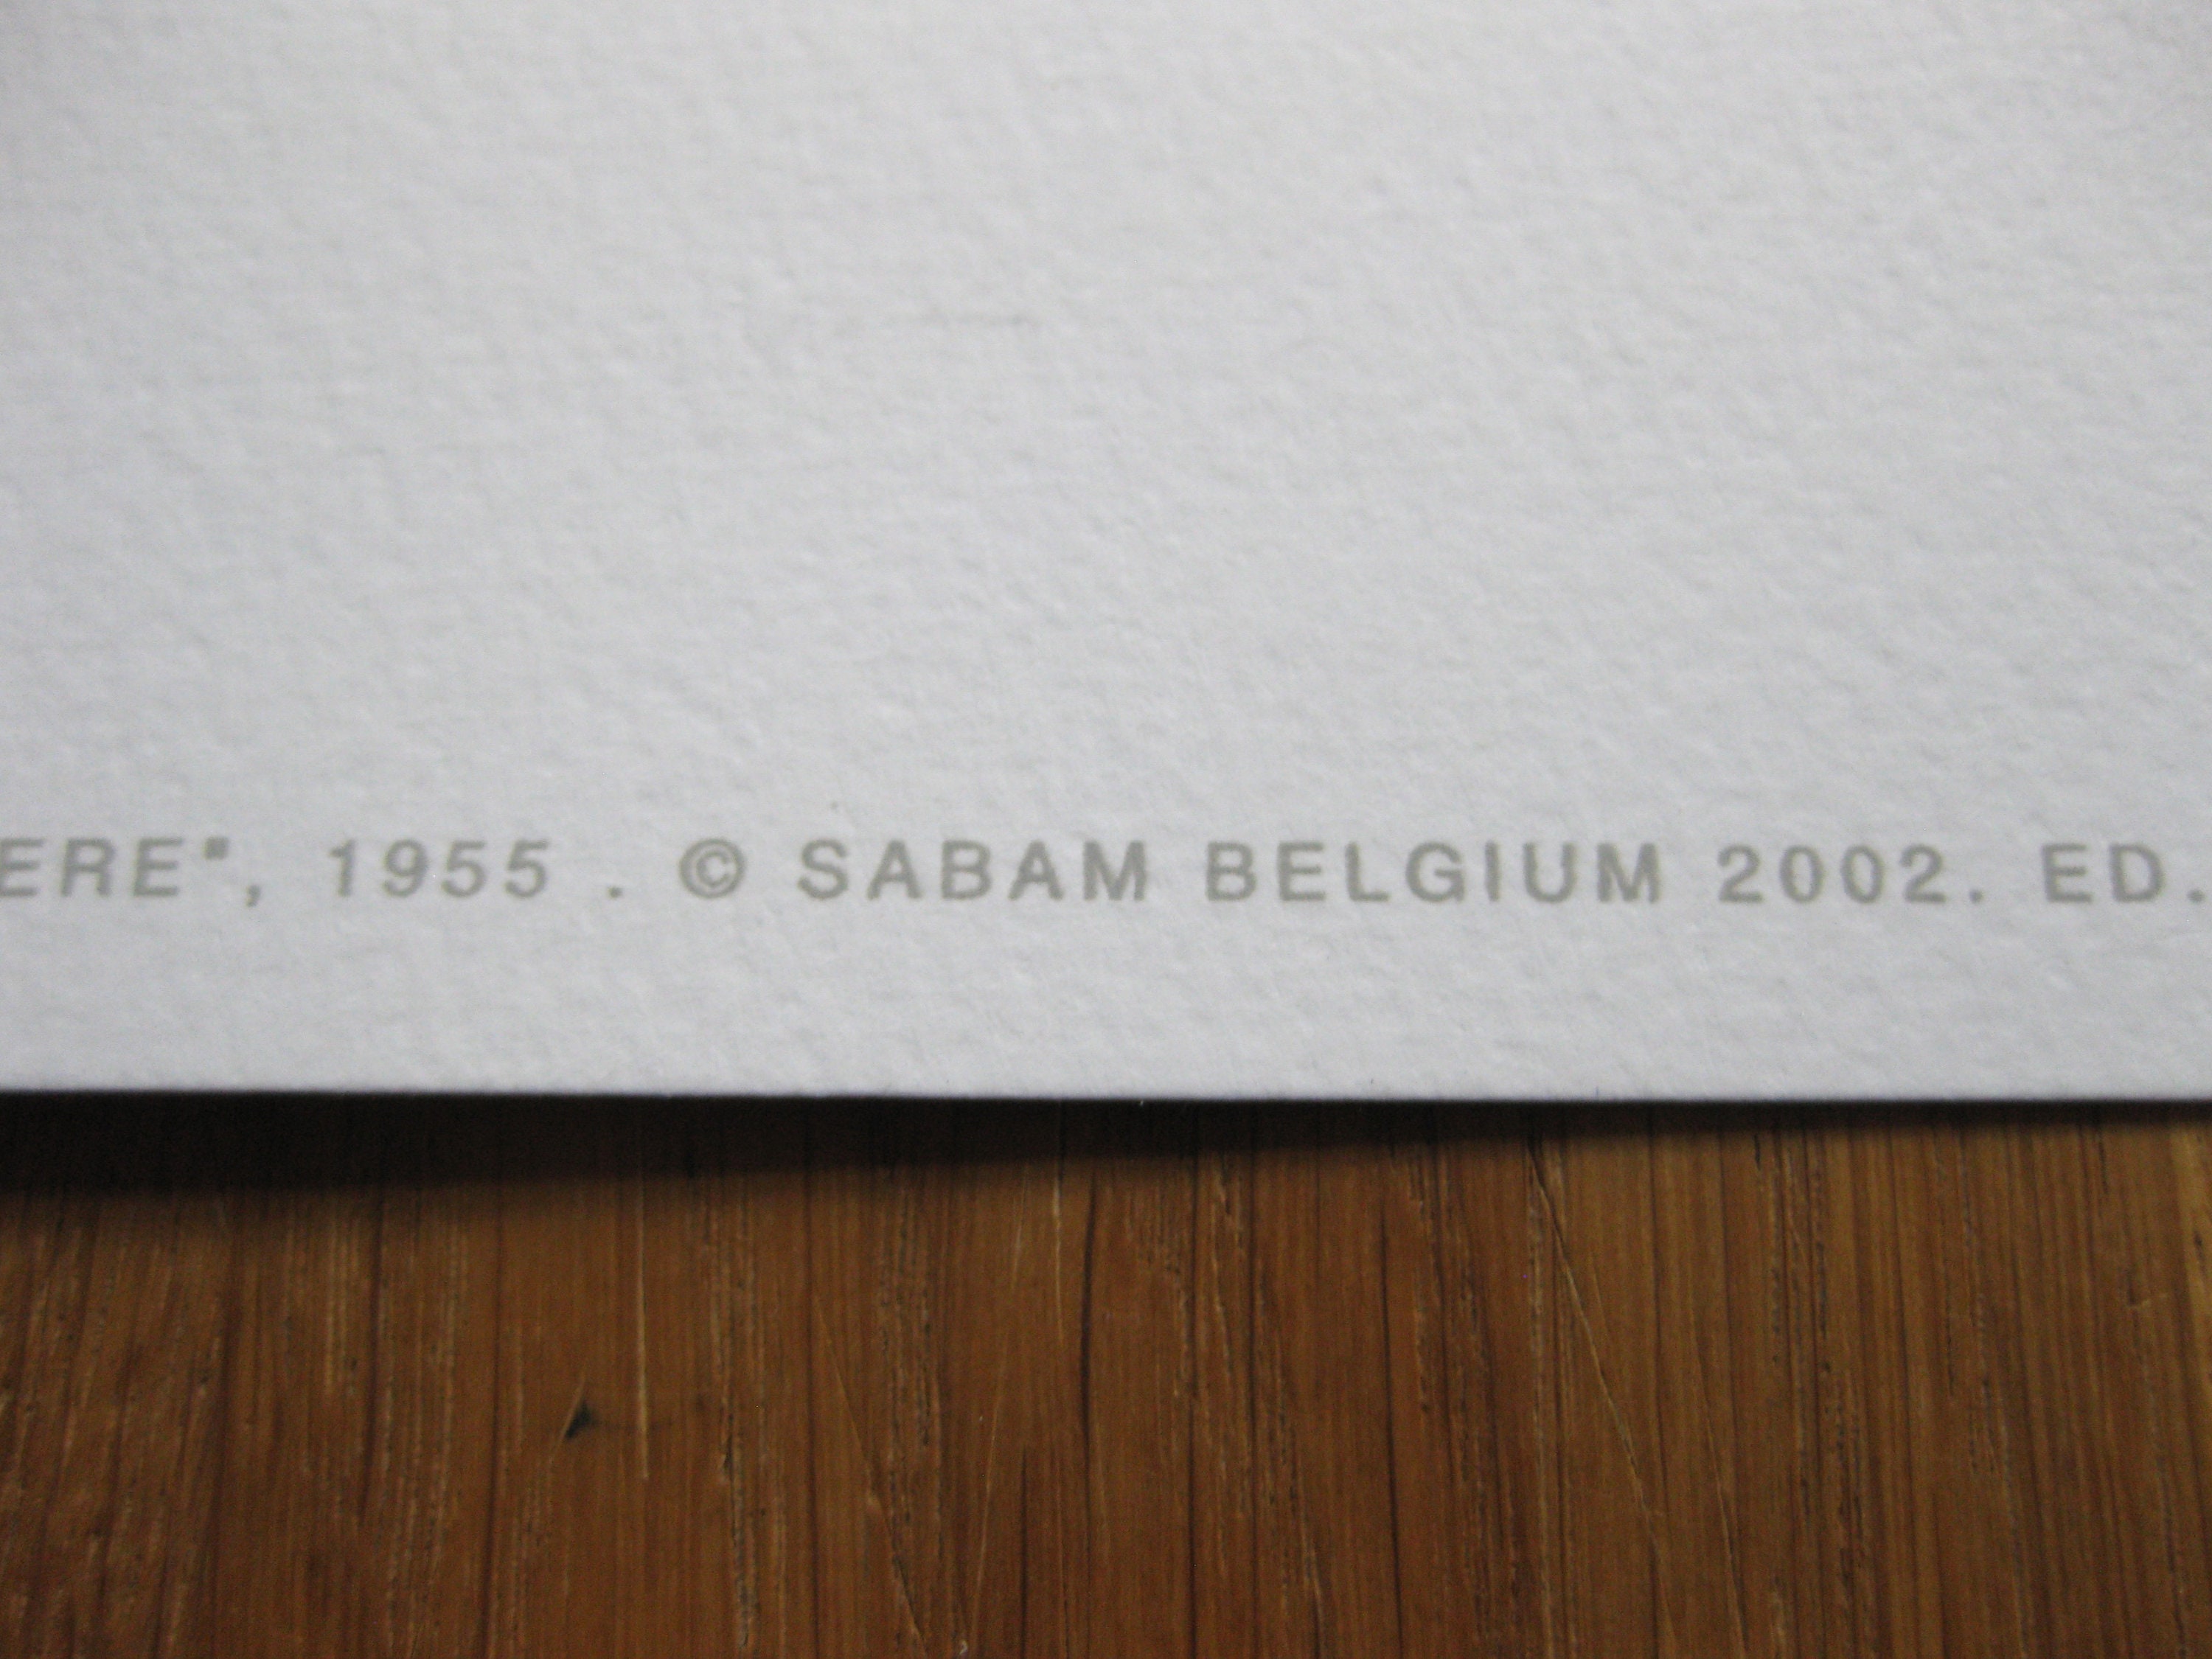 ERE", 1955 . © SABAM BELGIUM 2002. ED.